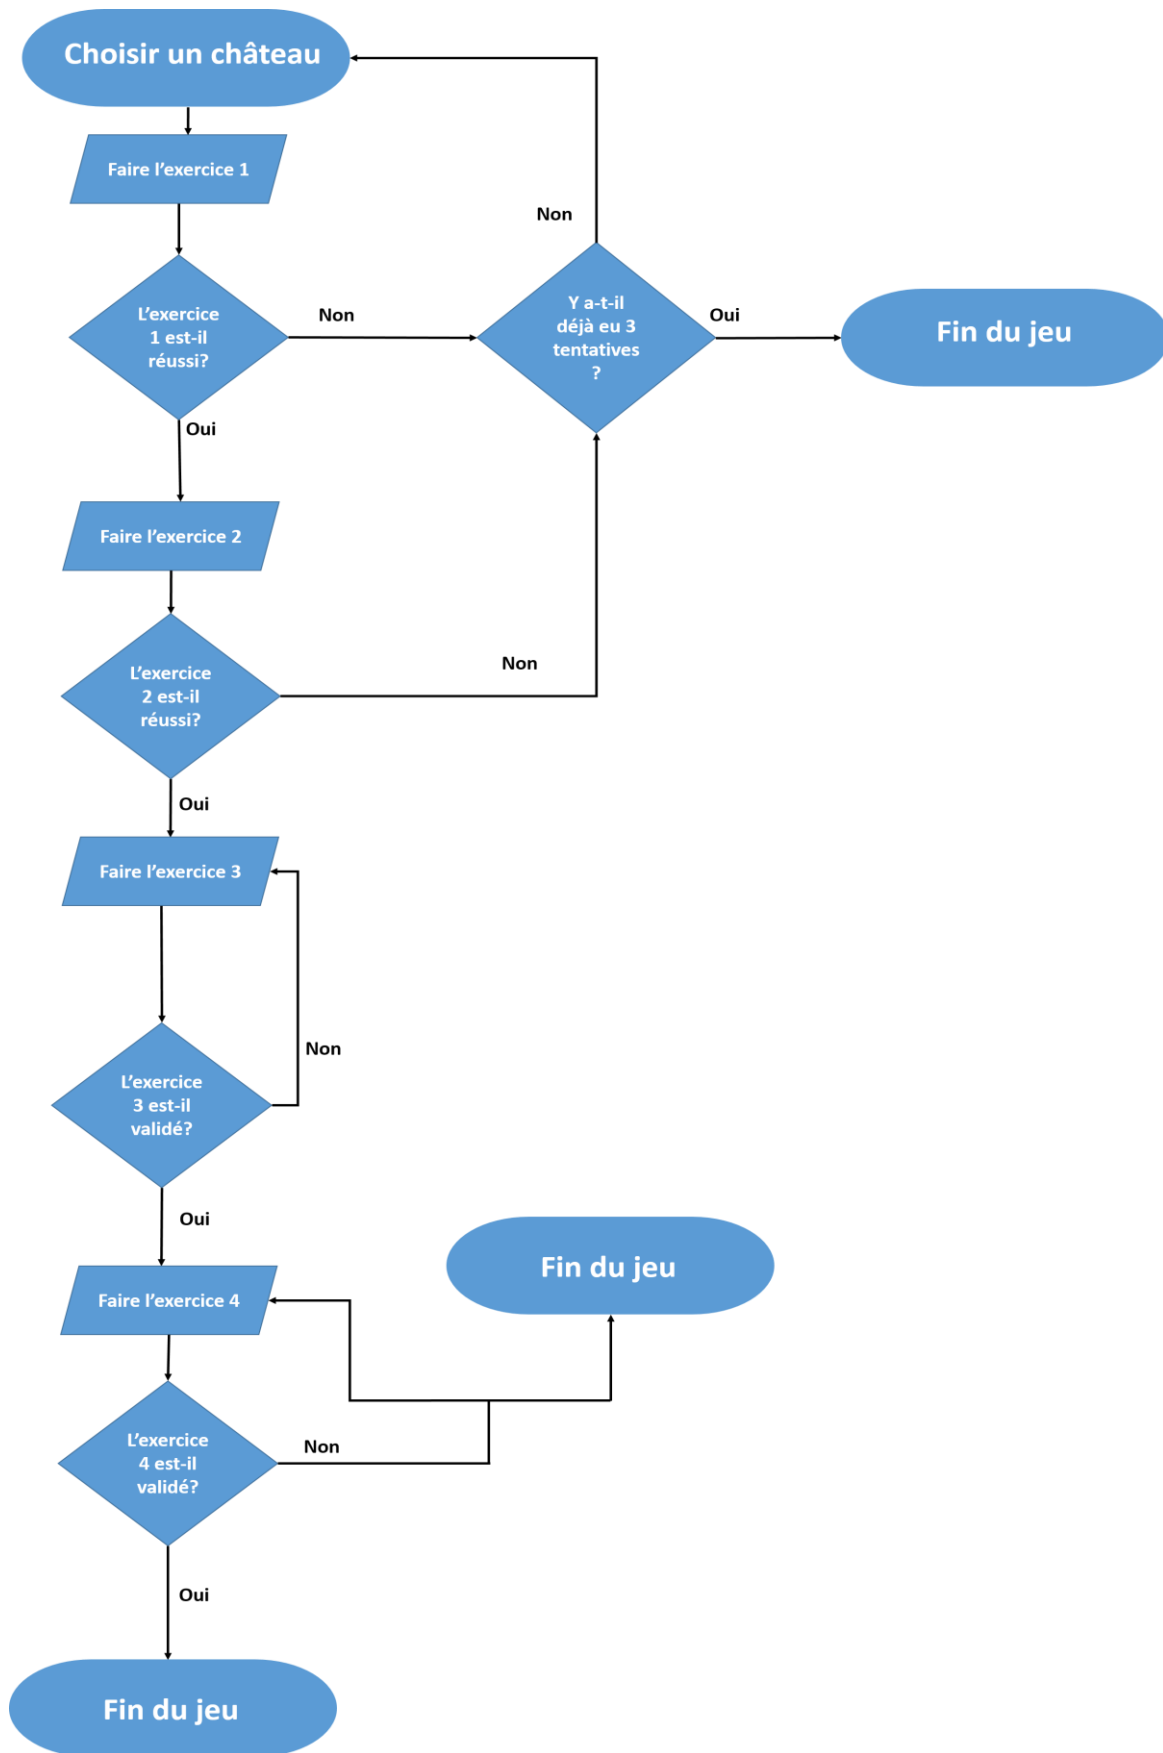 Choisir un château
Faire l'exercice 1
Non
L'exercice
1 est-il
réussi?
Non
Y a-t-il
déjà eu 3
tentatives
?
Oui
Fin du jeu
Oui
Faire l'exercice 2
L'exercice
2 est-il
réussi?
Non
Oui
Faire l'exercice 3
Non
L'exercice
3 est-il
validé?
Oui
Fin du jeu
Faire l'exercice 4
L'exercice
4 est-il
validé?
Non
Oui
Fin du jeu